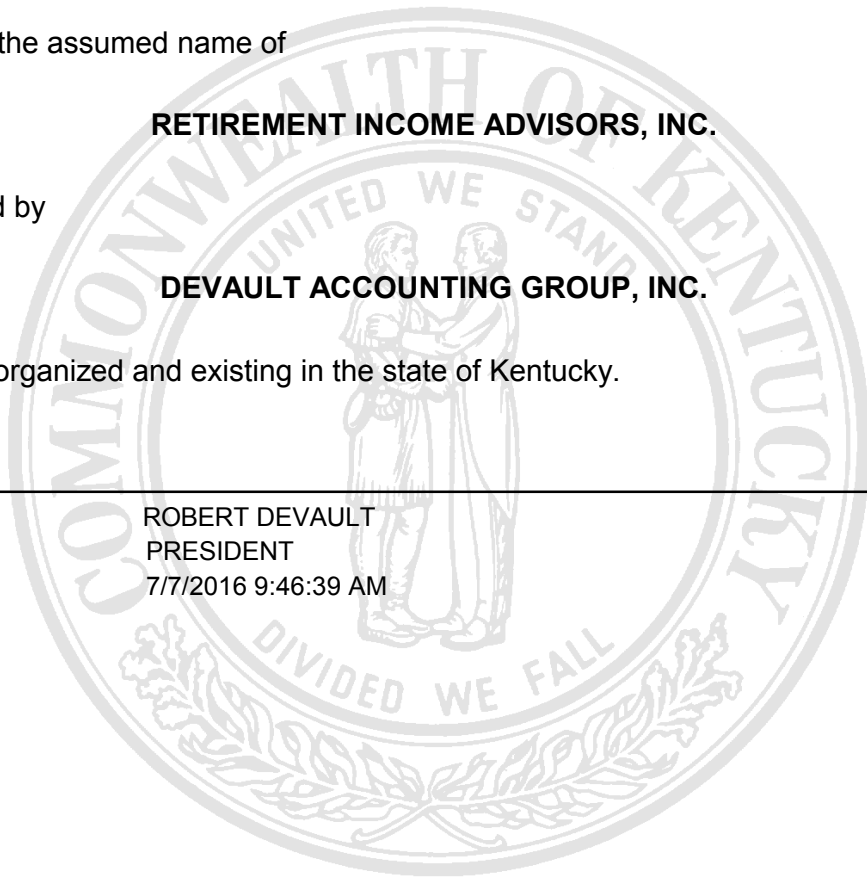 the assumed name of
RETIREMENT INCOME ADVISORS, INC.
d by
DEVAULT ACCOUNTING GROUP, INC.
organized and existing in the state of Kentucky.
ROBERT DEVAULT
PRESIDENT
7/7/2016 9:46:39 AM
COMMONWEALTH OF KENTUCKY
UNITED WE STAND
DIVIDED WE FALL